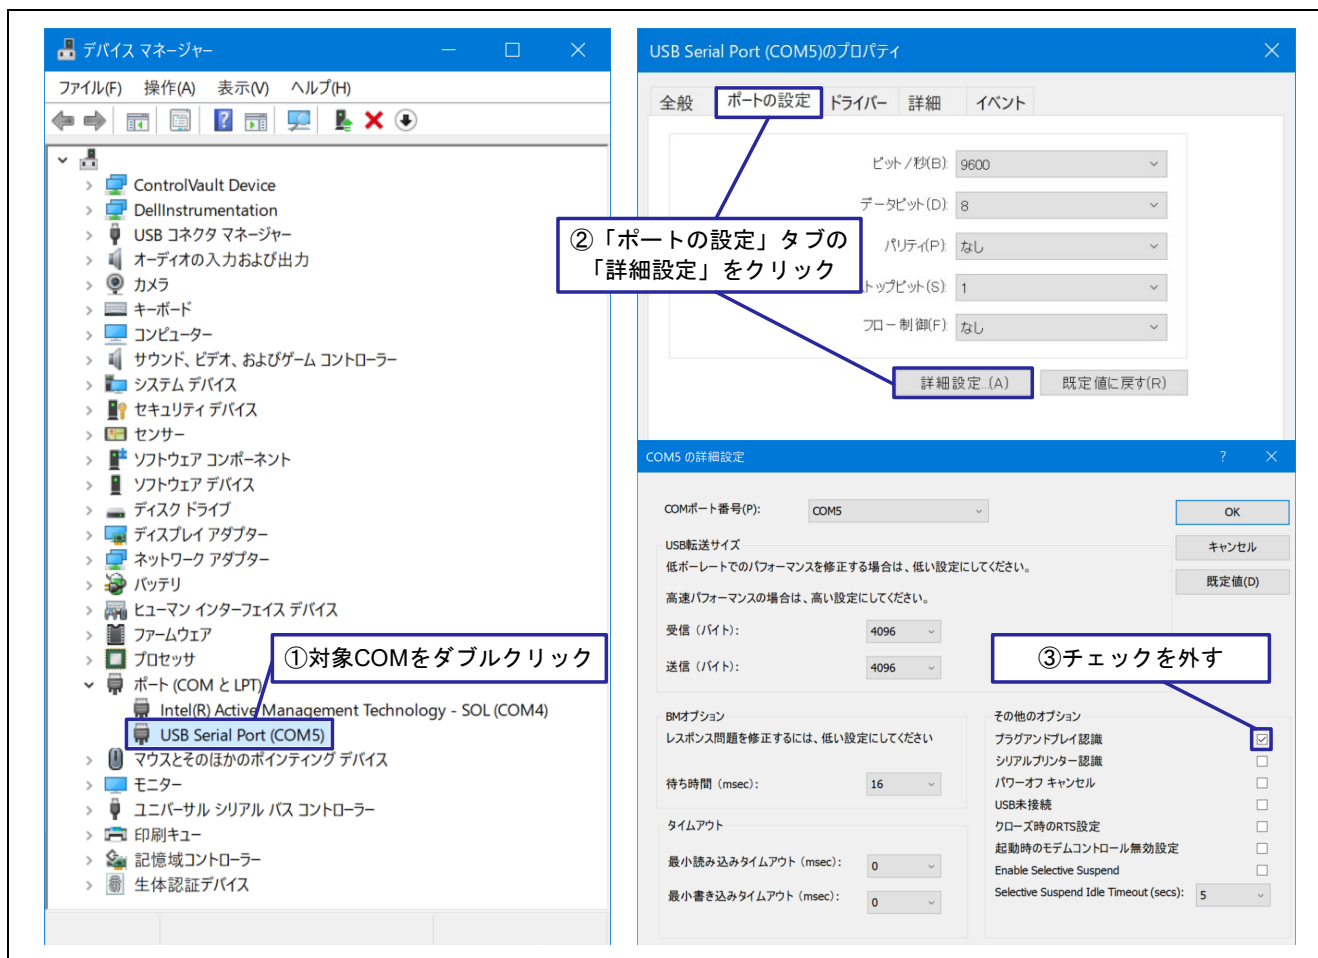 デバイス マネージャー
ファイル(F) 操作(A) 表示(V) ヘルプ(H)
ControlVault Device
DellInstrumentation
USB コネクタ マネージャー
オーディオの入力および出力
カメラ
キーボード
コンピューター
サウンド、ビデオ、およびゲーム コントローラー
システム デバイス
セキュリティ デバイス
センサー
ソフトウェア コンポーネント
ソフトウェア デバイス
ディスク ドライブ
ディスプレイ アダプター
ネットワーク アダプター
バッテリ
ヒューマン インターフェイス デバイス
ファームウェア
プロセッサ
①対象COMをダブルクリック
ポート (COM と LPT)
Intel(R) Active Management Technology - SOL (COM4)
USB Serial Port (COM5)
マウスとそのほかのポインティング デバイス
モニター
ユニバーサル シリアル バス コントローラー
印刷キュー
記憶域コントローラー
生体認証デバイス
USB Serial Port (COM5)のプロパティ
全般 ポートの設定 ドライバー 詳細 イベント
ビット/秒(B): 9600
データビット(D): 8
②「ポートの設定」タブの
「詳細設定」をクリック
パリティ(P): なし
トップビット(S): 1
フロー制御(F): なし
詳細設定...(A) 既定値に戻す(R)
COM5 の詳細設定
COMポート番号(P): COM5
OK
キャンセル
既定値(D)
USB転送サイズ
低ボーレートでのパフォーマンスを修正する場合は、低い設定にしてください。
高速パフォーマンスの場合は、高い設定にしてください。
受信 (バイト): 4096
送信 (バイト): 4096
③チェックを外す
BMオプション
レスポンス問題を修正するには、低い設定にしてください
待ち時間 (msec): 16
タイムアウト
最小読み込みタイムアウト (msec): 0
最小書き込みタイムアウト (msec): 0
その他のオプション
プラグアンドプレイ認識
シリアルプリンター認識
パワーオフ キャンセル
USB未接続
クローズ時のRTS設定
起動時のモデムコントロール無効設定
Enable Selective Suspend
Selective Suspend Idle Timeout (secs): 5